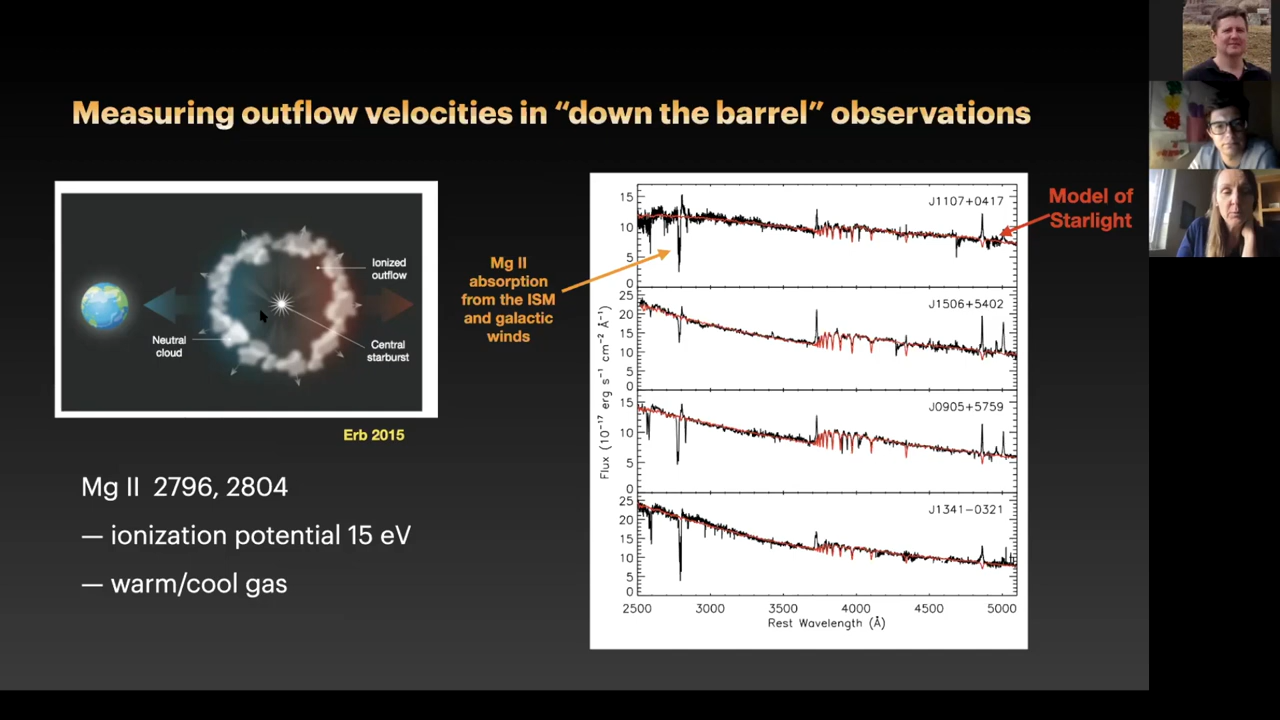 Measuring outflow velocities in “down the barrel” observations
Ionized
outflow
Neutral
cloud
Central
starburst
Erb 2015
Mg II 2796, 2804
— ionization potential 15 eV
— warm/cool gas
Mg II
absorption
from the ISM
and galactic
winds
Model of
Starlight
J1107+0417
15
10
5
0
J1506+5402
25
20
15
10
5
0
J0905+5759
15
10
5
0
J1341−0321
25
20
15
10
5
0
Flux (10⁻¹⁷ erg s⁻¹ cm⁻² Å⁻¹)
2500 3000 3500 4000 4500 5000
Rest Wavelength (Å)